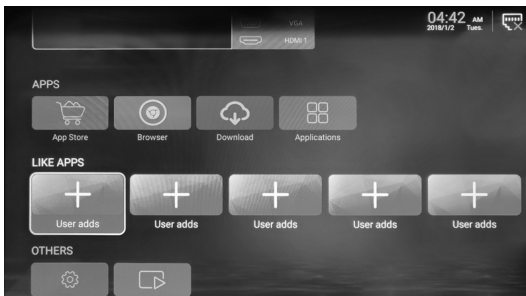 VGA
HDMI 1
04:42 AM
2018/1/2 Tues.
APPS
App Store
Browser
Download
Applications
LIKE APPS
User adds
User adds
User adds
User adds
User adds
OTHERS